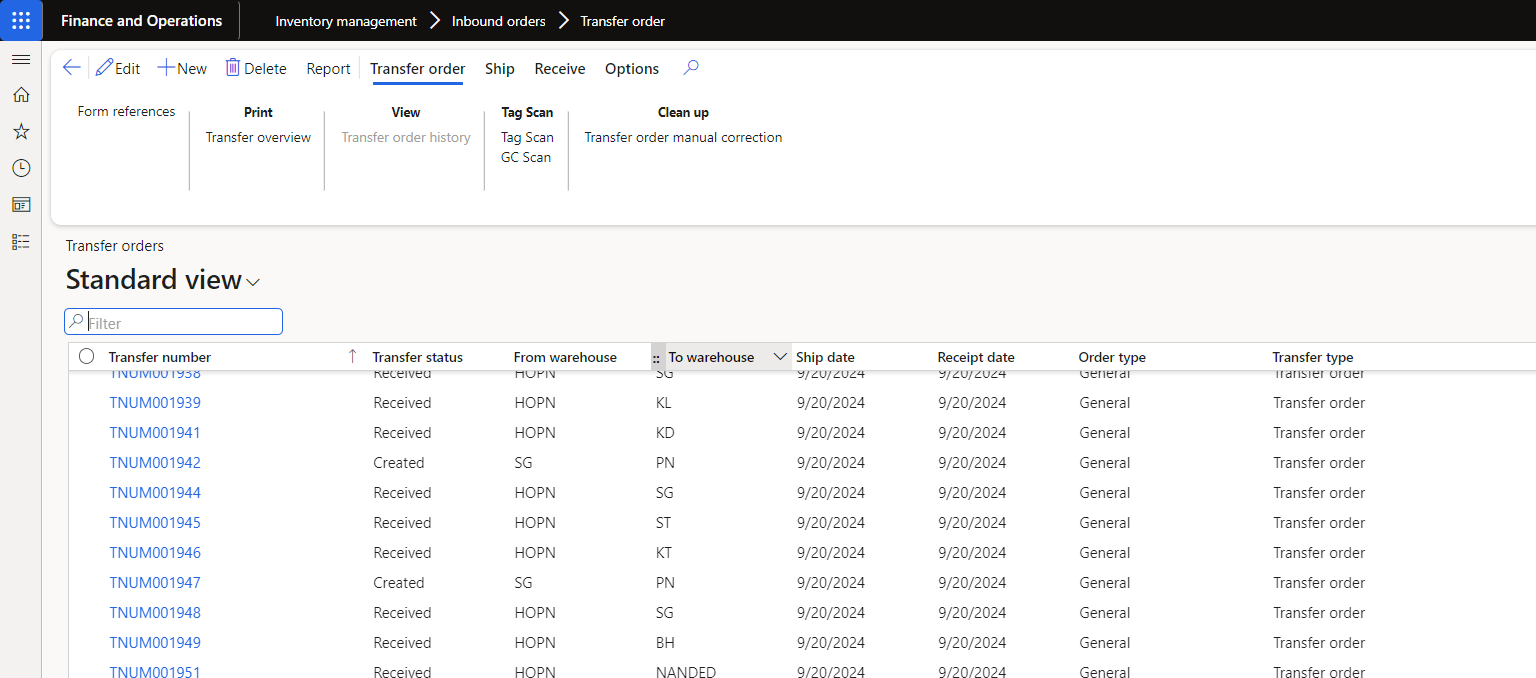 Finance and Operations Inventory management Inbound orders Transfer order
Edit New Delete Report Transfer order Ship Receive Options
Form references Print View Tag Scan Clean up
Transfer overview Transfer order history Tag Scan Transfer order manual correction
GC Scan
Transfer orders
Standard view
Filter
Transfer number Transfer status From warehouse To warehouse Ship date Receipt date Order type Transfer type
TNUM001938 Received HOPN SG 9/20/2024 9/20/2024 General Transfer order
TNUM001939 Received HOPN KL 9/20/2024 9/20/2024 General Transfer order
TNUM001941 Received HOPN KD 9/20/2024 9/20/2024 General Transfer order
TNUM001942 Created SG PN 9/20/2024 9/20/2024 General Transfer order
TNUM001944 Received HOPN SG 9/20/2024 9/20/2024 General Transfer order
TNUM001945 Received HOPN ST 9/20/2024 9/20/2024 General Transfer order
TNUM001946 Received HOPN KT 9/20/2024 9/20/2024 General Transfer order
TNUM001947 Created SG PN 9/20/2024 9/20/2024 General Transfer order
TNUM001948 Received HOPN SG 9/20/2024 9/20/2024 General Transfer order
TNUM001949 Received HOPN BH 9/20/2024 9/20/2024 General Transfer order
TNUM001951 Received HOPN NANDED 9/20/2024 9/20/2024 General Transfer order